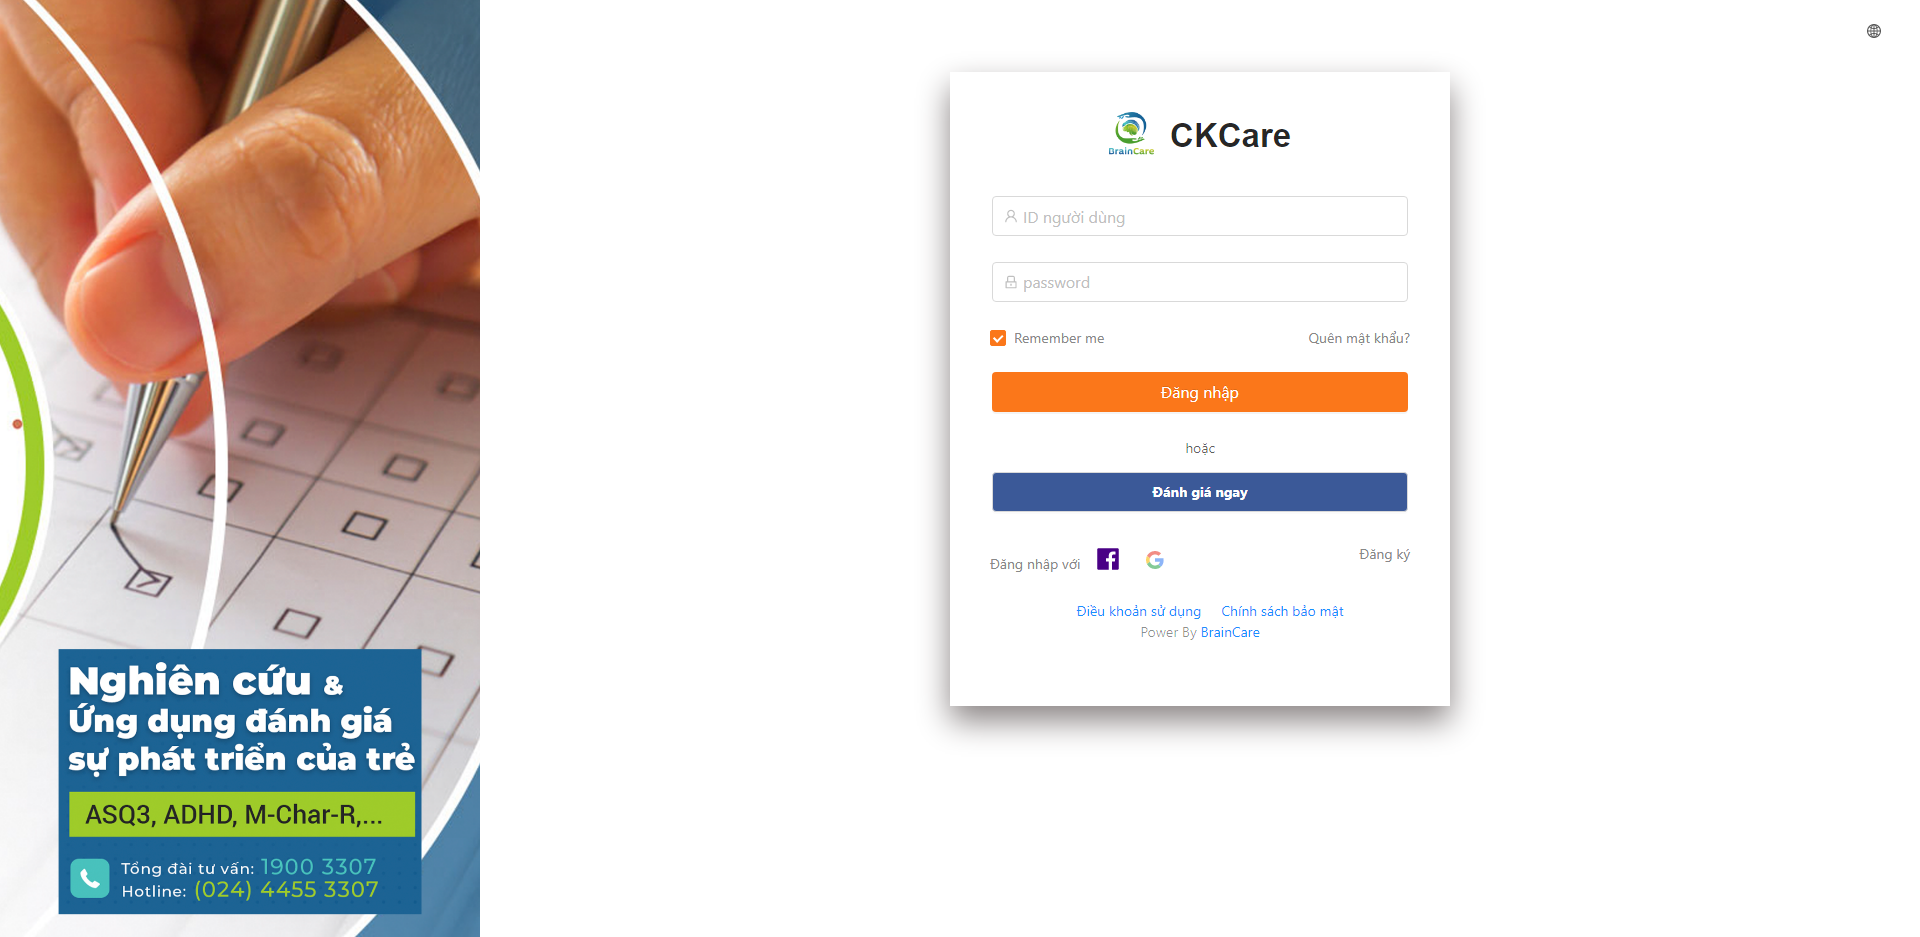 Nghiên cứu &
Ứng dụng đánh giá
sự phát triển của trẻ
ASQ3, ADHD, M-Char-R,...
Tổng đài tư vấn: 1900 3307
Hotline: (024) 4455 3307
BrainCare
CKCare
ID người dùng
password
Remember me
Quên mật khẩu?
Đăng nhập
hoặc
Đánh giá ngay
Đăng nhập với
Đăng ký
Điều khoản sử dụng Chính sách bảo mật
Power By BrainCare